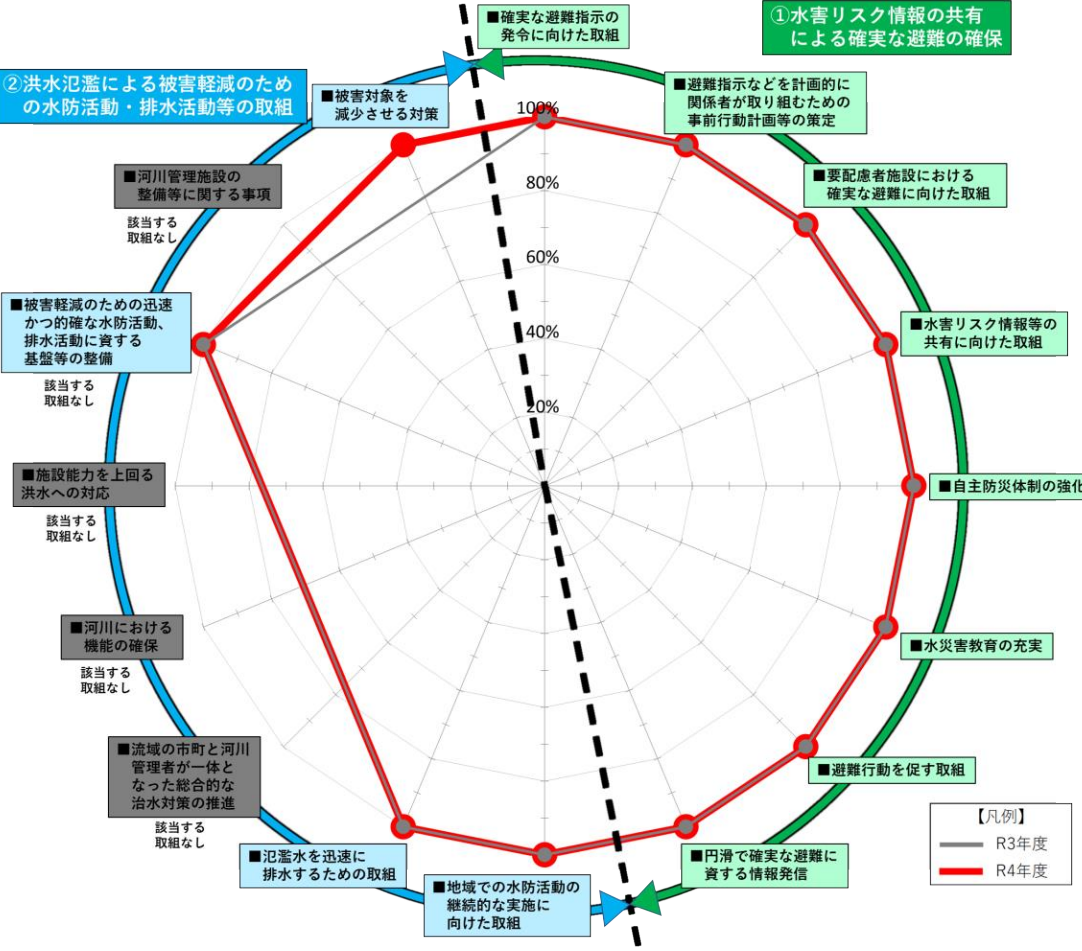 ■確実な避難指示の
発令に向けた取組
①水害リスク情報の共有
による確実な避難の確保
②洪水氾濫による被害軽減のため
の水防活動・排水活動等の取組
■被害対象を
減少させる対策
■避難指示などを計画的に
関係者が取り組むための
事前行動計画等の策定
■河川管理施設の
整備等に関する事項
該当する
取組なし
■要配慮者施設における
確実な避難に向けた取組
■被害軽減のための迅速
かつ的確な水防活動、
排水活動に資する
基盤等の整備
該当する
取組なし
■水害リスク情報等の
共有に向けた取組
100%
80%
60%
40%
20%
■施設能力を上回る
洪水への対応
該当する
取組なし
■自主防災体制の強化
■河川における
機能の確保
該当する
取組なし
■水災害教育の充実
■流域の市町と河川
管理者が一体と
なった総合的な
治水対策の推進
該当する
取組なし
■避難行動を促す取組
■氾濫水を迅速に
排水するための取組
■地域での水防活動の
継続的な実施に
向けた取組
■円滑で確実な避難に
資する情報発信
【凡例】
R3年度
R4年度